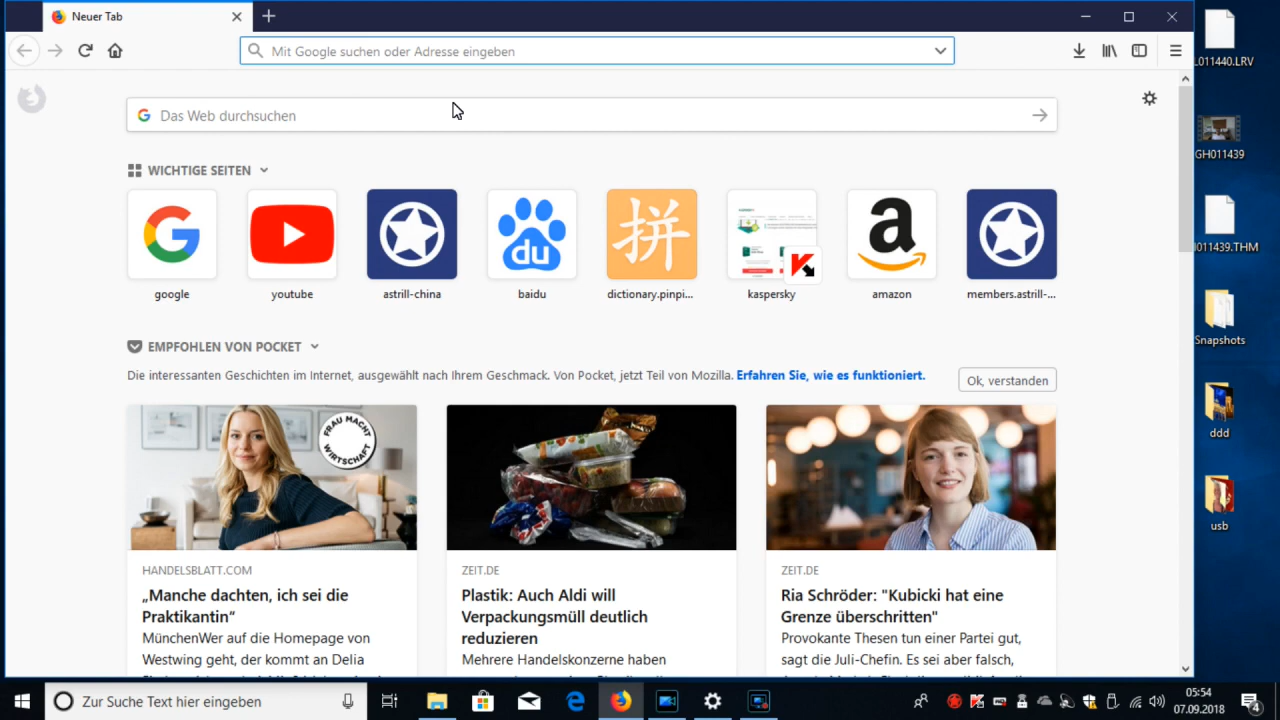 Neuer Tab
Mit Google suchen oder Adresse eingeben
Das Web durchsuchen
WICHTIGE SEITEN
du
拼
a
google
youtube
astrill-china
baidu
dictionary.pinpi...
kaspersky
amazon
members.astrill-...
EMPFOHLEN VON POCKET
Die interessanten Geschichten im Internet, ausgewählt nach Ihrem Geschmack. Von Pocket, jetzt Teil von Mozilla. Erfahren Sie, wie es funktioniert.
Ok, verstanden
FRAU MACHT WIRTSCHAFT
HANDELSBLATT.COM
„Manche dachten, ich sei die
Praktikantin“
MünchenWer auf die Homepage von
Westwing geht, der kommt an Delia
ZEIT.DE
Plastik: Auch Aldi will
Verpackungsmüll deutlich
reduzieren
Mehrere Handelskonzerne haben
ZEIT.DE
Ria Schröder: "Kubicki hat eine
Grenze überschritten"
Provokante Thesen tun einer Partei gut,
sagt die Juli-Chefin. Es sei aber falsch,
L011440.LRV
GH011439
H011439.THM
Snapshots
ddd
usb
Zur Suche Text hier eingeben
05:54
07.09.2018
4